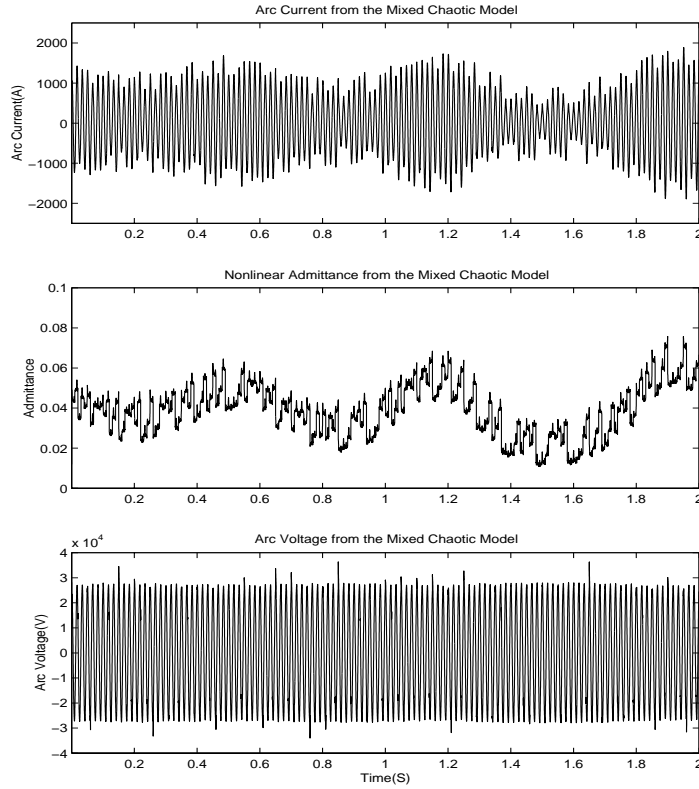 Arc Current from the Mixed Chaotic Model
2000
1000
0
−1000
−2000
Arc Current(A)
0.2 0.4 0.6 0.8 1 1.2 1.4 1.6 1.8 2
Nonlinear Admittance from the Mixed Chaotic Model
0.1
0.08
0.06
0.04
0.02
0
Admittance
0.2 0.4 0.6 0.8 1 1.2 1.4 1.6 1.8 2
x 10^4
Arc Voltage from the Mixed Chaotic Model
4
3
2
1
0
−1
−2
−3
−4
Arc Voltage(V)
0.2 0.4 0.6 0.8 1 1.2 1.4 1.6 1.8 2
Time(S)